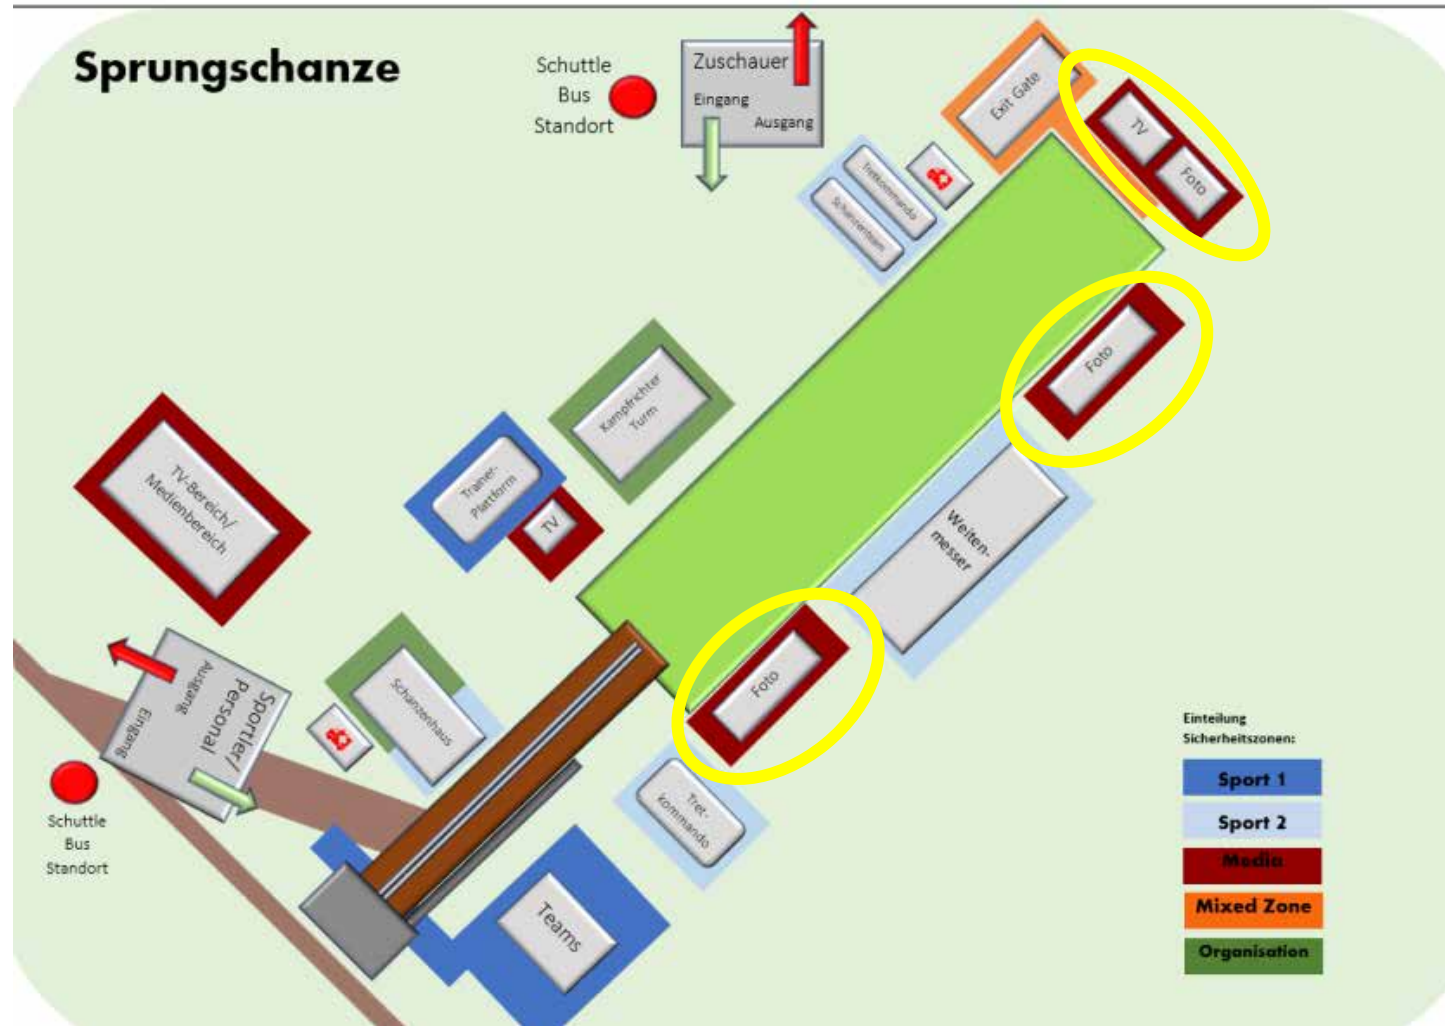 Sprungschanze
Schuttle
Bus
Standort
Zuschauer
Eingang
Ausgang
Exit Gate
TV
Foto
Tretkommando
Schanzenteam
Foto
Kampfrichter
Turm
Trainer-
Plattform
TV
TV-Bereich/
Medienbereich
Weiten-
messer
Foto
Schanzenhaus
Sportler/
Personal
Ausgang
Eingang
Schuttle
Bus
Standort
Tret-
kommando
Teams
Einteilung
Sicherheitszonen:
Sport 1
Sport 2
Media
Mixed Zone
Organisation